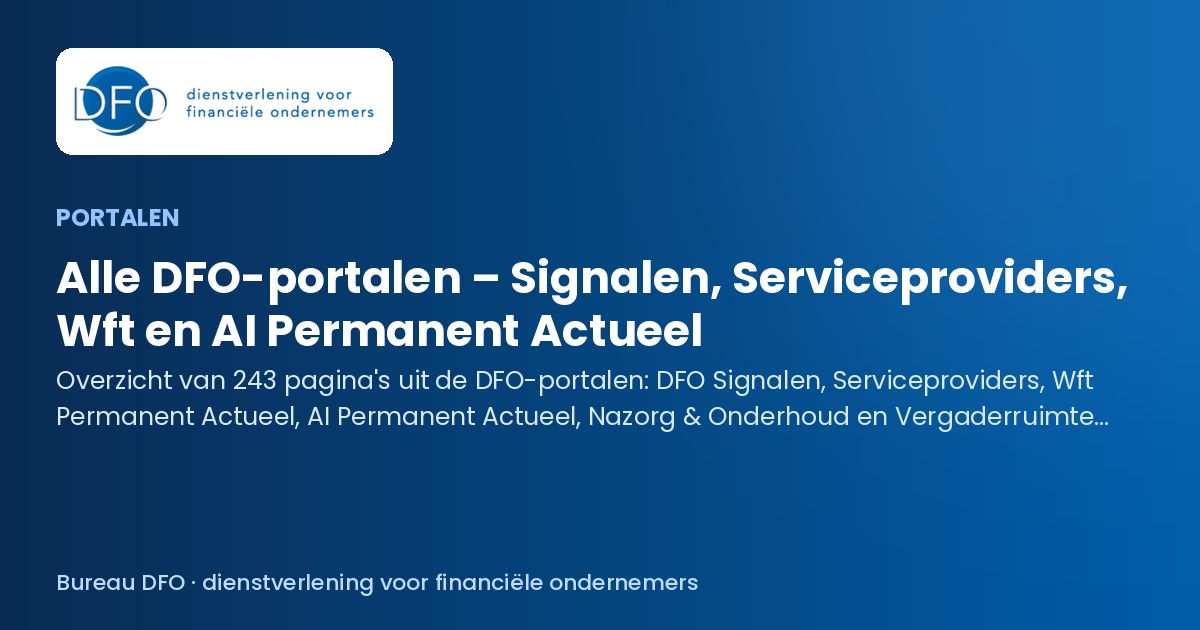 DFO
dienstverlening voor
financiële ondernemers
PORTALEN
Alle DFO-portalen – Signalen, Serviceproviders,
Wft en AI Permanent Actueel
Overzicht van 243 pagina's uit de DFO-portalen: DFO Signalen, Serviceproviders, Wft
Permanent Actueel, AI Permanent Actueel, Nazorg & Onderhoud en Vergaderruimte...
Bureau DFO · dienstverlening voor financiële ondernemers